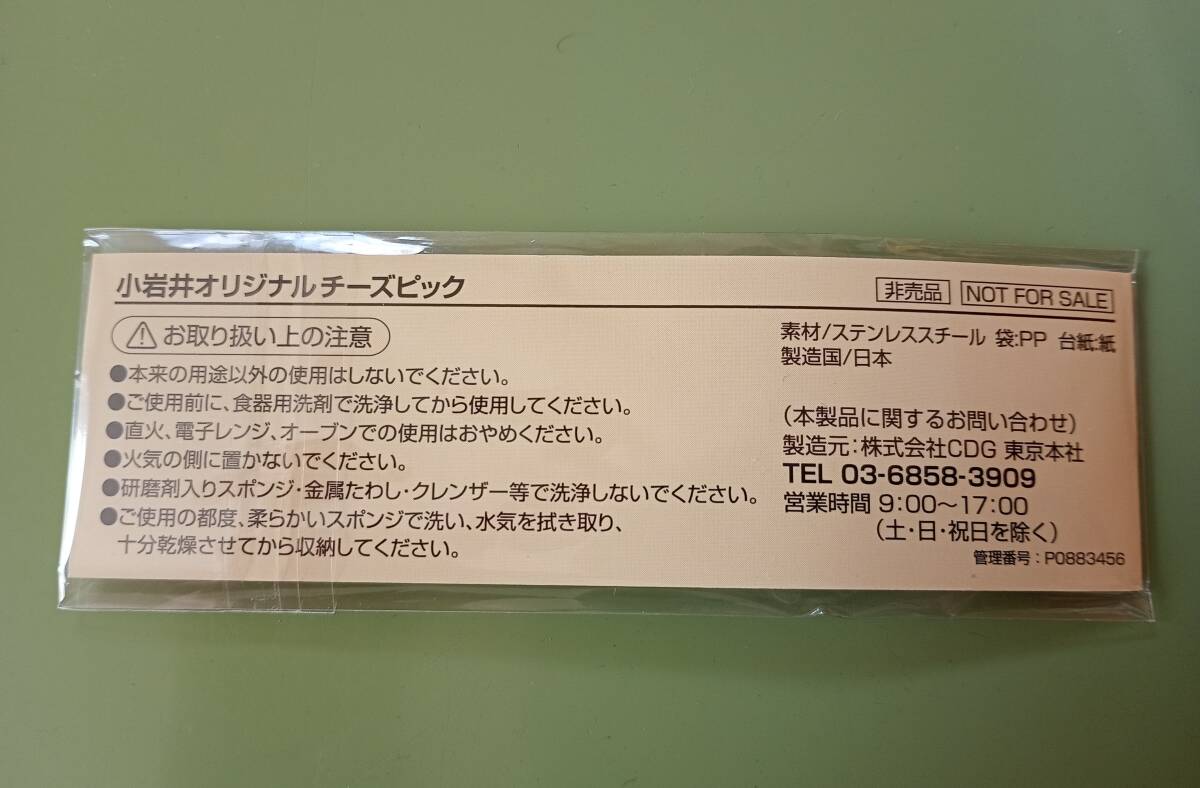 小岩井オリジナル チーズピック
非売品 NOT FOR SALE
⚠お取り扱い上の注意
●本来の用途以外の使用はしないでください。
●ご使用前に、食器用洗剤で洗浄してから使用してください。
●直火、電子レンジ、オーブンでの使用はおやめください。
●火気の側に置かないでください。
●研磨剤入りスポンジ・金属たわし・クレンザー等で洗浄しないでください。
●ご使用の都度、柔らかいスポンジで洗い、水気を拭き取り、
十分乾燥させてから収納してください。
素材/ステンレススチール 袋:PP 台紙:紙
製造国/日本
(本製品に関するお問い合わせ)
製造元:株式会社CDG 東京本社
TEL 03-6858-3909
営業時間 9:00～17:00
(土・日・祝日を除く)
管理番号:P0883456